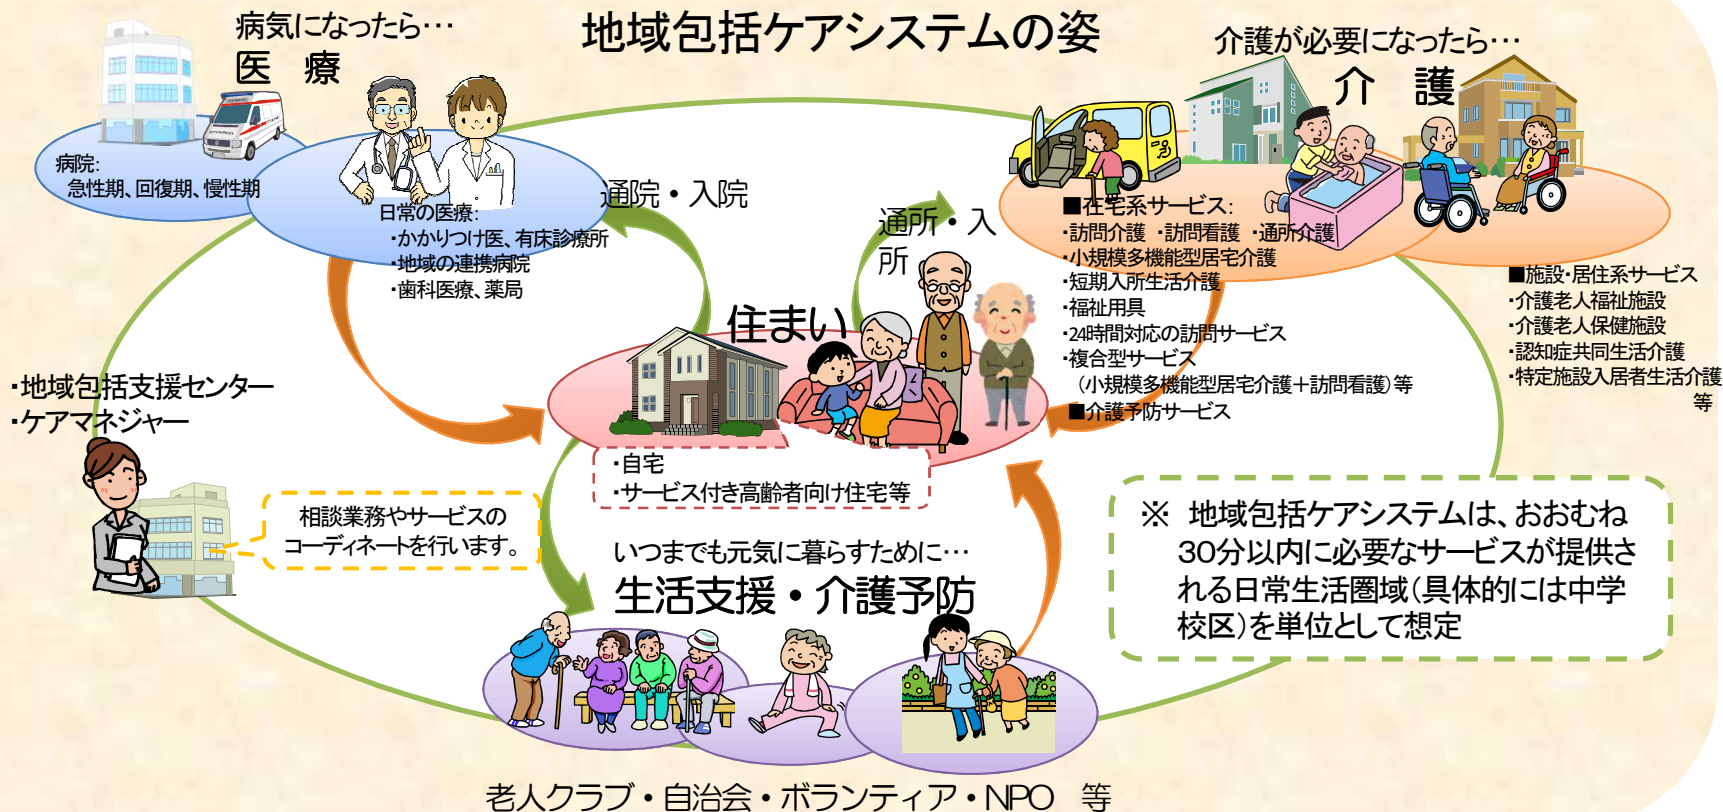 地域包括ケアシステムの姿
病気になったら…
医　療
病院:
急性期、回復期、慢性期
日常の医療:
・かかりつけ医、有床診療所
・地域の連携病院
・歯科医療、薬局
通院・入院
通所・入
所
介護が必要になったら…
介　護
■在宅系サービス:
・訪問介護 ・訪問看護 ・通所介護
・小規模多機能型居宅介護
・短期入所生活介護
・福祉用具
・24時間対応の訪問サービス
・複合型サービス
（小規模多機能型居宅介護＋訪問看護）等
■介護予防サービス
■施設・居住系サービス
・介護老人福祉施設
・介護老人保健施設
・認知症共同生活介護
・特定施設入居者生活介護
等
住まい
・自宅
・サービス付き高齢者向け住宅等
・地域包括支援センター
・ケアマネジャー
相談業務やサービスの
コーディネートを行います。
いつまでも元気に暮らすために…
生活支援・介護予防
老人クラブ・自治会・ボランティア・NPO　等
※　地域包括ケアシステムは、おおむね
30分以内に必要なサービスが提供さ
れる日常生活圏域（具体的には中学
校区）を単位として想定